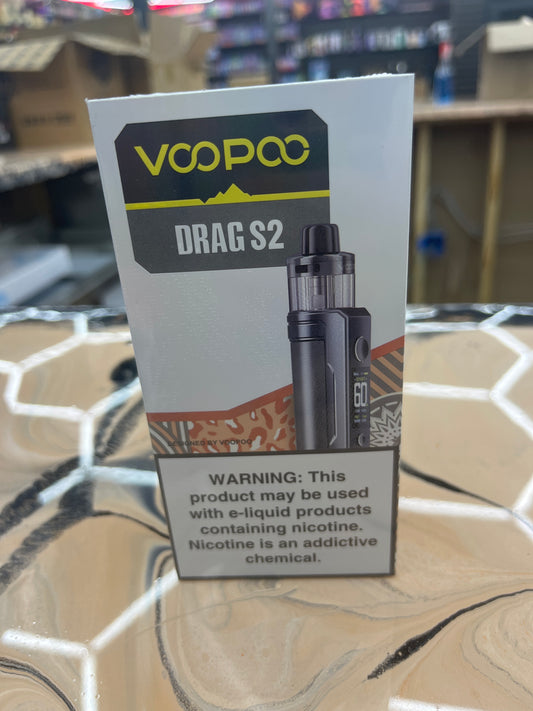 VOOPOO
DRAG S2
DESIGNED BY VOOPOO
WARNING: This
product may be used
with e-liquid products
containing nicotine.
Nicotine is an addictive
chemical.